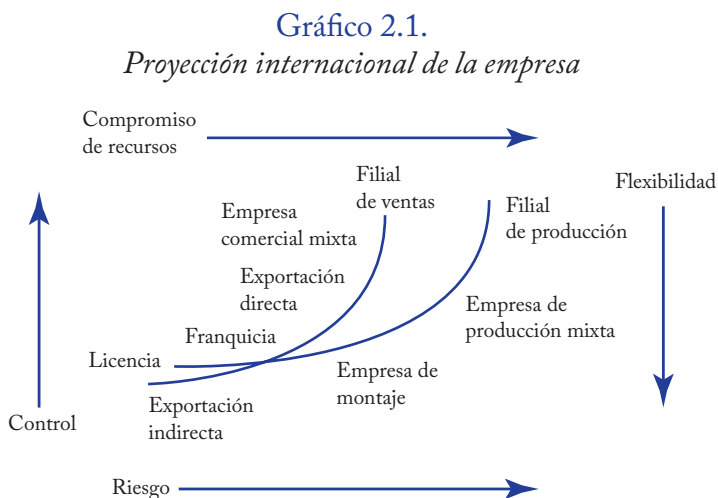 Gráfico 2.1.
Proyección internacional de la empresa
Compromiso
de recursos
Filial
de ventas
Flexibilidad
Empresa
comercial mixta
Filial
de producción
Exportación
directa
Empresa de
producción mixta
Franquicia
Licencia
Empresa de
montaje
Exportación
indirecta
Control
Riesgo